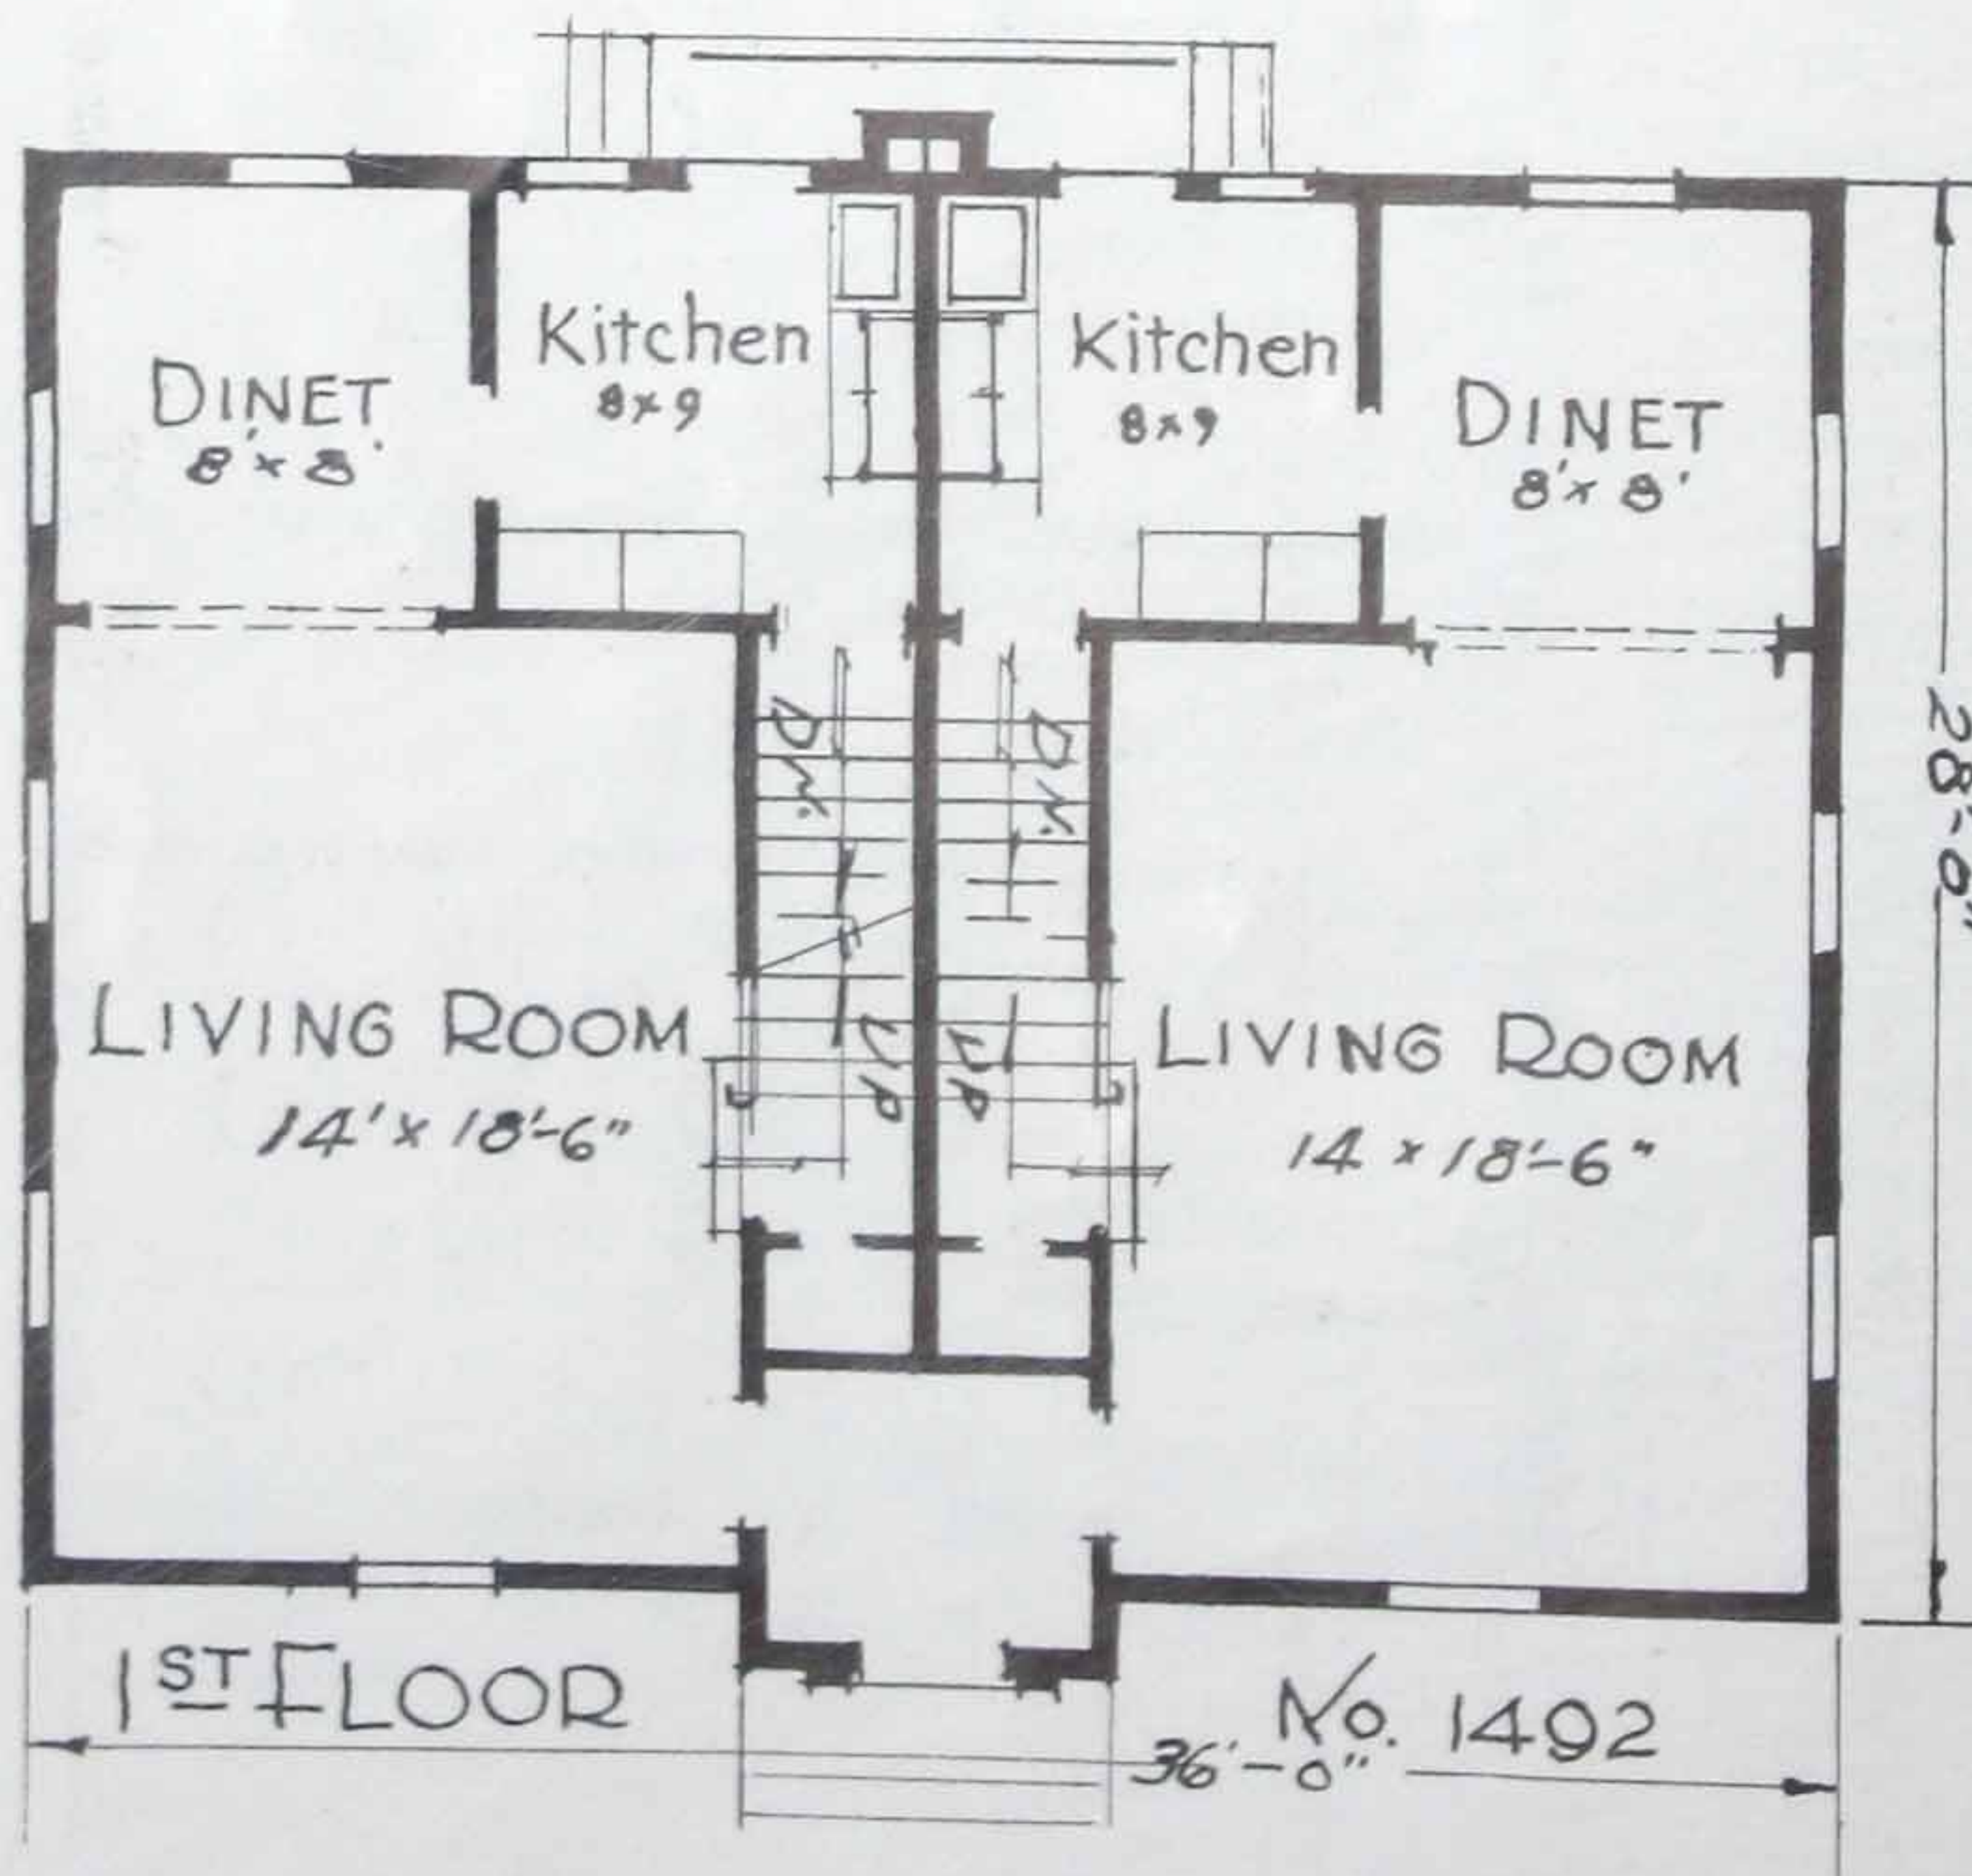 Kitchen
8x9
Kitchen
8x9
DINET
8'x8'
DINET
8'x8'
28'-0"
DN.
DN.
LIVING ROOM
14'x18'-6"
UP
UP
LIVING ROOM
14x18'-6"
1ST FLOOR
No. 1492
36'-0"